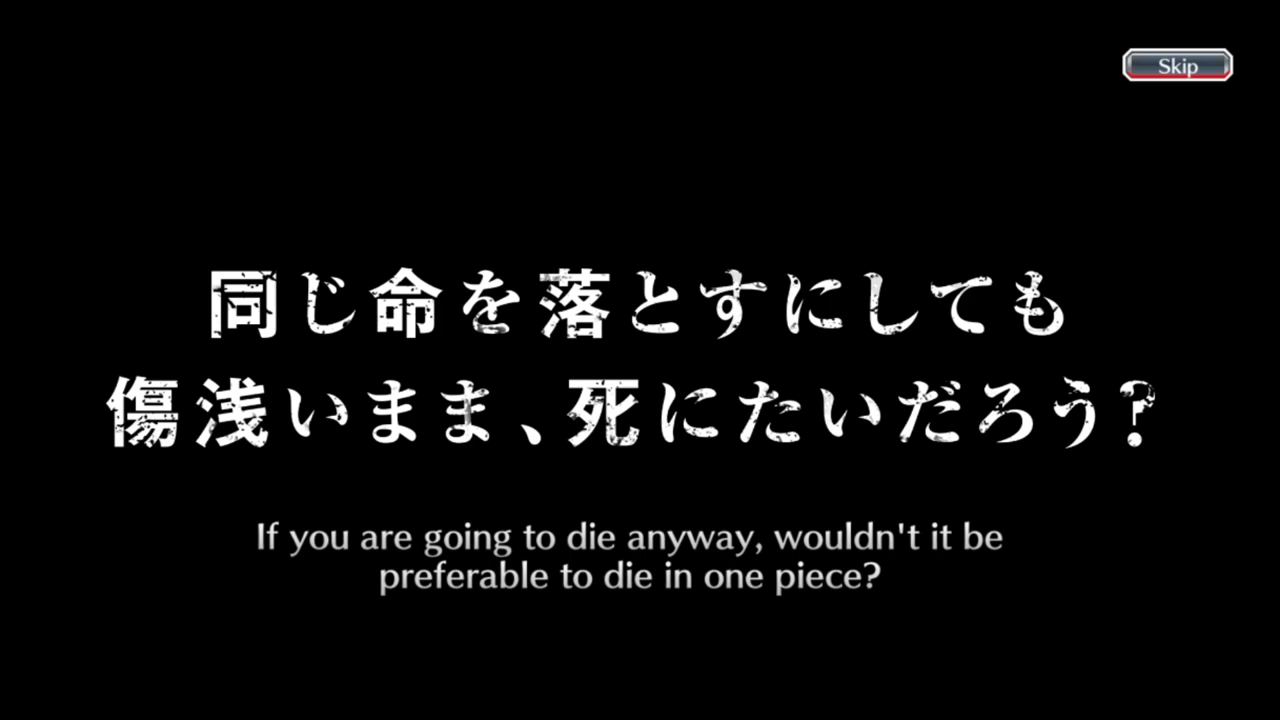 Skip
同じ命を落とすにしても
傷浅いまま、死にたいだろう?
If you are going to die anyway, wouldn't it be
preferable to die in one piece?